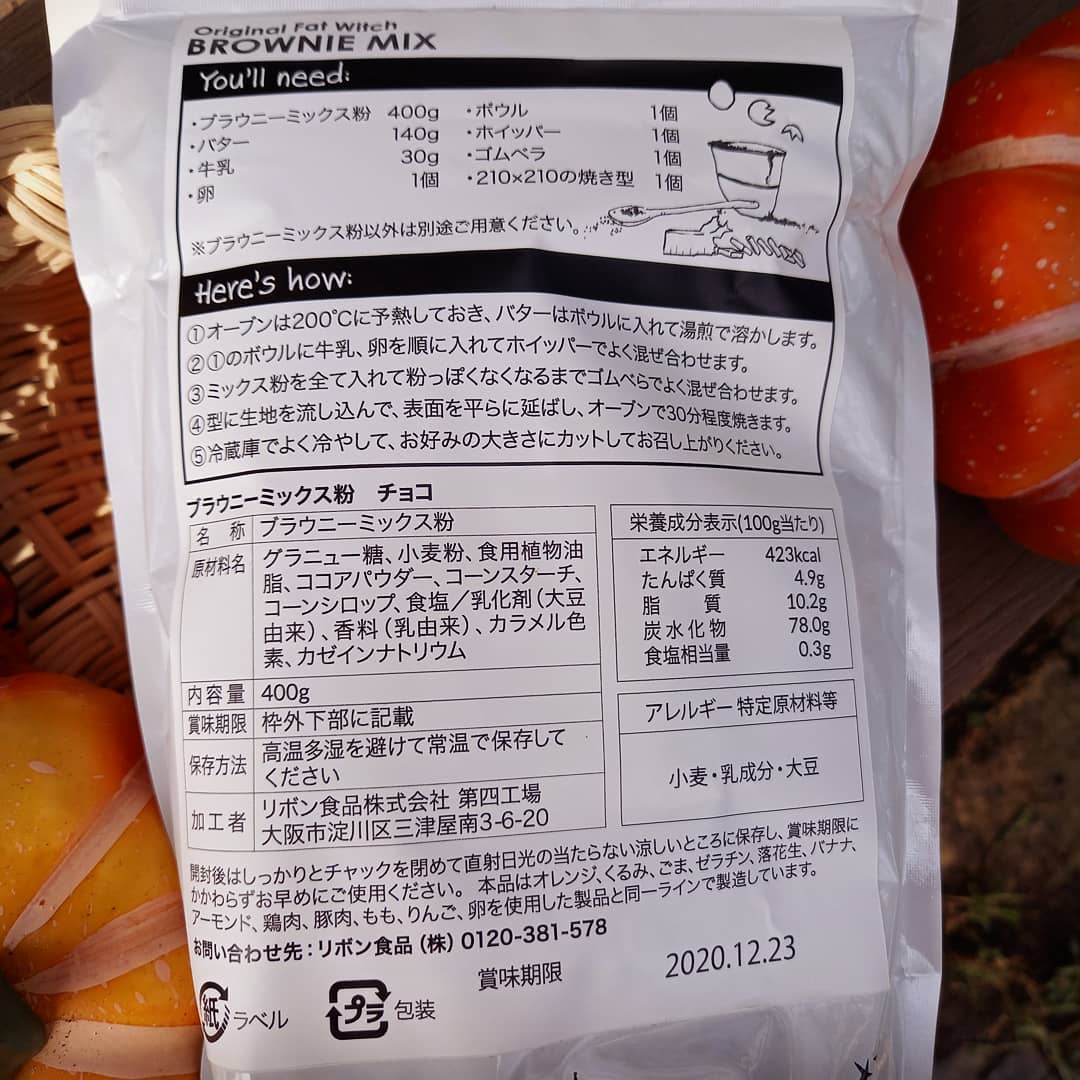 Original Fat Witch
BROWNIE MIX
You'll need:
・ブラウニーミックス粉 400g
・バター 140g
・牛乳 30g
・卵 1個
・ボウル 1個
・ホイッパー 1個
・ゴムベラ 1個
・210×210の焼き型 1個
※ブラウニーミックス粉以外は別途ご用意ください。
Here's how:
①オーブンは200℃に予熱しておき、バターはボウルに入れて湯煎で溶かします。
②①のボウルに牛乳、卵を順に入れてホイッパーでよく混ぜ合わせます。
③ミックス粉を全て入れて粉っぽくなくなるまでゴムべらでよく混ぜ合わせます。
④型に生地を流し込んで、表面を平らに延ばし、オーブンで30分程度焼きます。
⑤冷蔵庫でよく冷やして、お好みの大きさにカットしてお召し上がりください。
ブラウニーミックス粉 チョコ
名称 ブラウニーミックス粉
原材料名 グラニュー糖、小麦粉、食用植物油
脂、ココアパウダー、コーンスターチ、
コーンシロップ、食塩／乳化剤（大豆
由来）、香料（乳由来）、カラメル色
素、カゼインナトリウム
内容量 400g
賞味期限 枠外下部に記載
保存方法 高温多湿を避けて常温で保存して
ください
加工者 リボン食品株式会社 第四工場
大阪市淀川区三津屋南3-6-20
栄養成分表示(100g当たり)
エネルギー 423kcal
たんぱく質 4.9g
脂質 10.2g
炭水化物 78.0g
食塩相当量 0.3g
アレルギー 特定原材料等
小麦・乳成分・大豆
開封後はしっかりとチャックを閉めて直射日光の当たらない涼しいところに保存し、賞味期限に
かかわらずお早めにご使用ください。 本品はオレンジ、くるみ、ごま、ゼラチン、落花生、バナナ、
アーモンド、鶏肉、豚肉、もも、りんご、卵を使用した製品と同一ラインで製造しています。
お問い合わせ先：リボン食品（株）0120-381-578
賞味期限 2020.12.23
紙 ラベル
プラ 包装